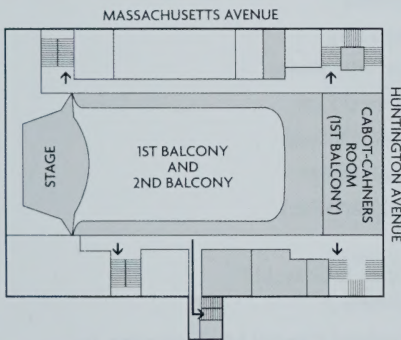 MASSACHUSETTS AVENUE
STAGE
1ST BALCONY
AND
2ND BALCONY
CABOT-CAHNERS
ROOM
(1ST BALCONY)
HUNTINGTON AVENUE